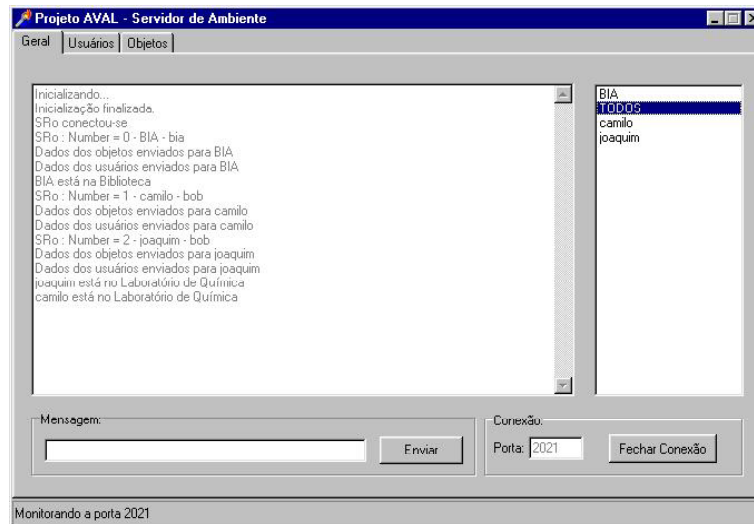 Projeto AVAL - Servidor de Ambiente
Geral Usuários Objetos
Inicializando...
Inicialização finalizada.
SRo conectou-se
SRo : Number = 0 - BIA - bia
Dados dos objetos enviados para BIA
Dados dos usuários enviados para BIA
BIA está na Biblioteca
SRo : Number = 1 - camilo - bob
Dados dos objetos enviados para camilo
Dados dos usuários enviados para camilo
SRo : Number = 2 - joaquim - bob
Dados dos objetos enviados para joaquim
Dados dos usuários enviados para joaquim
joaquim está no Laboratório de Química
camilo está no Laboratório de Química
BIA
TODOS
camilo
joaquim
Mensagem:
Enviar
Conexão:
Porta: 2021
Fechar Conexão
Monitorando a porta 2021